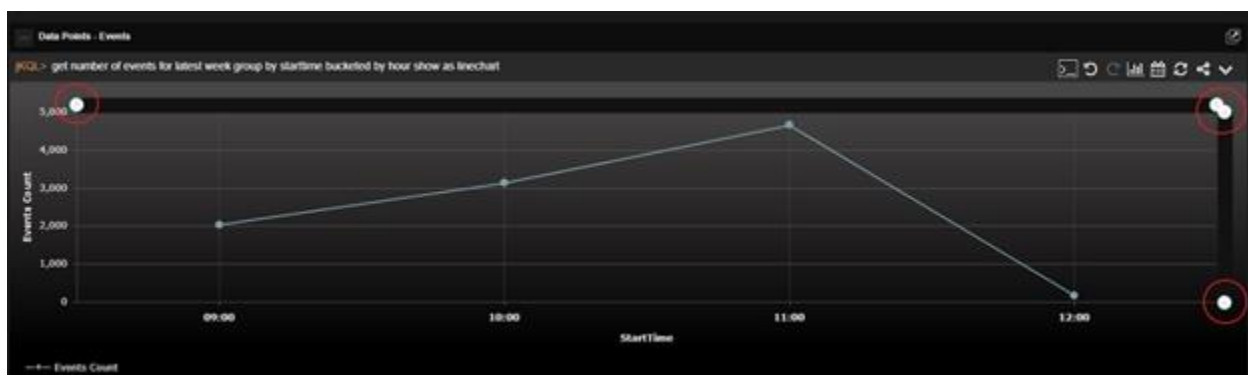 Data Points - Events
jKQL> get number of events for latest week group by starttime bucketed by hour show as linechart
5,000
4,000
3,000
2,000
1,000
0
Events Count
09:00 10:00 11:00 12:00
StartTime
Events Count